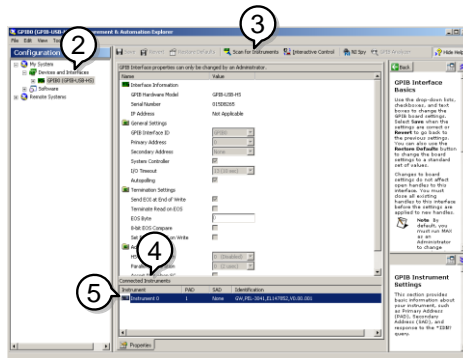 GPIB0 (GPIB-USB-HS)
& Automation Explorer
File Edit View Tools
Configuration
Save
Revert
Restore Defaults
Scan for Instruments
Interactive Control
NI Spy
Hide Help
My System
Devices and Interfaces
GPIB0 (GPIB-USB-HS)
Software
Remote Systems
2
3
4
5
GPIB Interface properties can only be changed by an Administrator.
Name Value
Interface Information
GPIB Hardware Model GPIB-USB-HS
Serial Number 015D8265
IP Address Not Applicable
General Settings
GPIB Interface ID GPIB0
Primary Address 0
Secondary Address None
System Controller
I/O Timeout
Autopolling
Termination Settings
Send EOI at End of Write
Terminate Read on EOS
EOS Byte 0
8-bit EOS Compare
Connected Instruments
Instrument PAD SAD Identification
Instrument 0 1 None GW,PEL-3041,EL147852,V0.00.001
Properties
Back
GPIB Interface
Basics
Use the drop-down lists,
checkboxes, and text
boxes to change the
GPIB board settings.
Select Save when the
settings are correct or
Revert to go back to
the previous settings.
You can also use the
Restore Defaults button
to change the board
settings to a standard
set of values.
Changes to board
settings do not affect
open handles to this
interface. You must
close existing
handles to this interface
before the settings are
applied to new handles.
Note By
default, you
must run MAX
as an
Administrator
to change
GPIB Instrument
Settings
This section provides
basic information about
your instrument, such
as Primary Address
(PAD), Secondary
Address (SAD), and
response to the *IDN?
query.